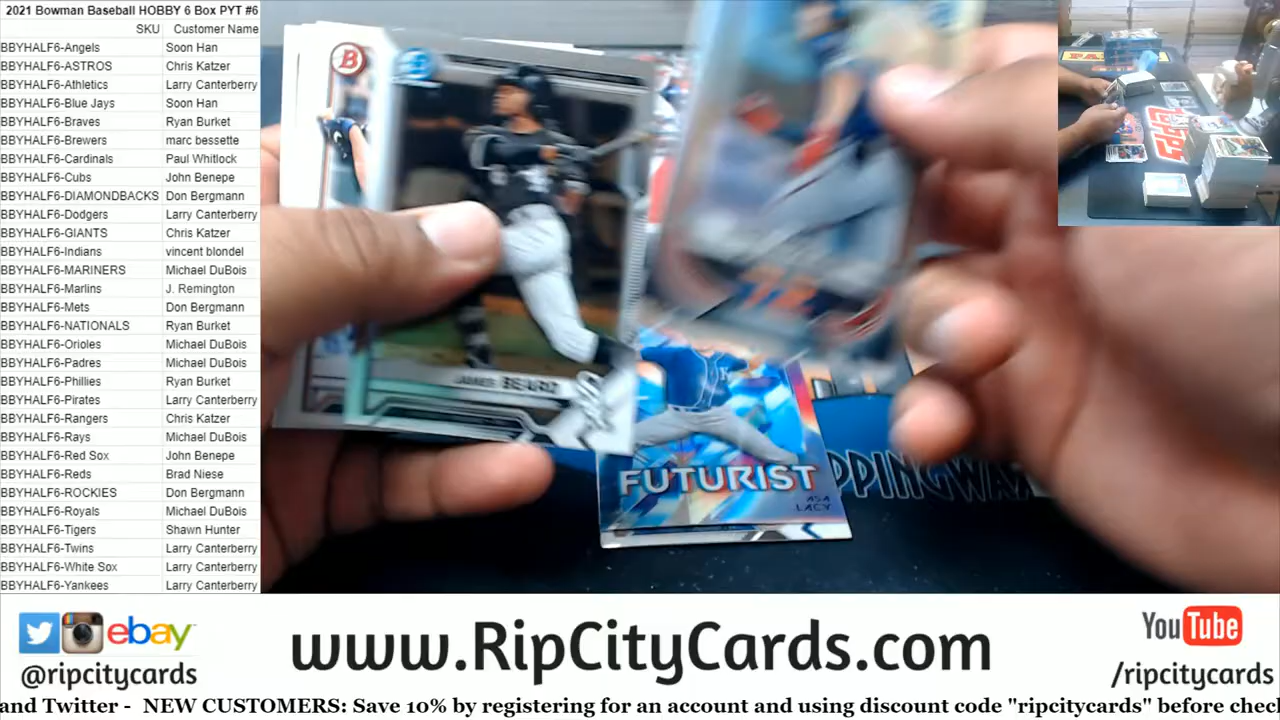 2021 Bowman Baseball HOBBY 6 Box PYT #6
SKU Customer Name
BBYHALF6-Angels Soon Han
BBYHALF6-ASTROS Chris Katzer
BBYHALF6-Athletics Larry Canterberry
BBYHALF6-Blue Jays Soon Han
BBYHALF6-Braves Ryan Burket
BBYHALF6-Brewers marc bessette
BBYHALF6-Cardinals Paul Whitlock
BBYHALF6-Cubs John Benepe
BBYHALF6-DIAMONDBACKS Don Bergmann
BBYHALF6-Dodgers Larry Canterberry
BBYHALF6-GIANTS Chris Katzer
BBYHALF6-Indians vincent blondel
BBYHALF6-MARINERS Michael DuBois
BBYHALF6-Marlins J. Remington
BBYHALF6-Mets Don Bergmann
BBYHALF6-NATIONALS Ryan Burket
BBYHALF6-Orioles Michael DuBois
BBYHALF6-Padres Michael DuBois
BBYHALF6-Phillies Ryan Burket
BBYHALF6-Pirates Larry Canterberry
BBYHALF6-Rangers Chris Katzer
BBYHALF6-Rays Michael DuBois
BBYHALF6-Red Sox John Benepe
BBYHALF6-Reds Brad Niese
BBYHALF6-ROCKIES Don Bergmann
BBYHALF6-Royals Michael DuBois
BBYHALF6-Tigers Shawn Hunter
BBYHALF6-Twins Larry Canterberry
BBYHALF6-White Sox Larry Canterberry
BBYHALF6-Yankees Larry Canterberry
B
JAMES BEARD
FUTURIST
ASA
LACY
PPINGWAX
ebay
@ripcitycards
www.RipCityCards.com
YouTube
/ripcitycards
and Twitter - NEW CUSTOMERS: Save 10% by registering for an account and using discount code "ripcitycards" before chec